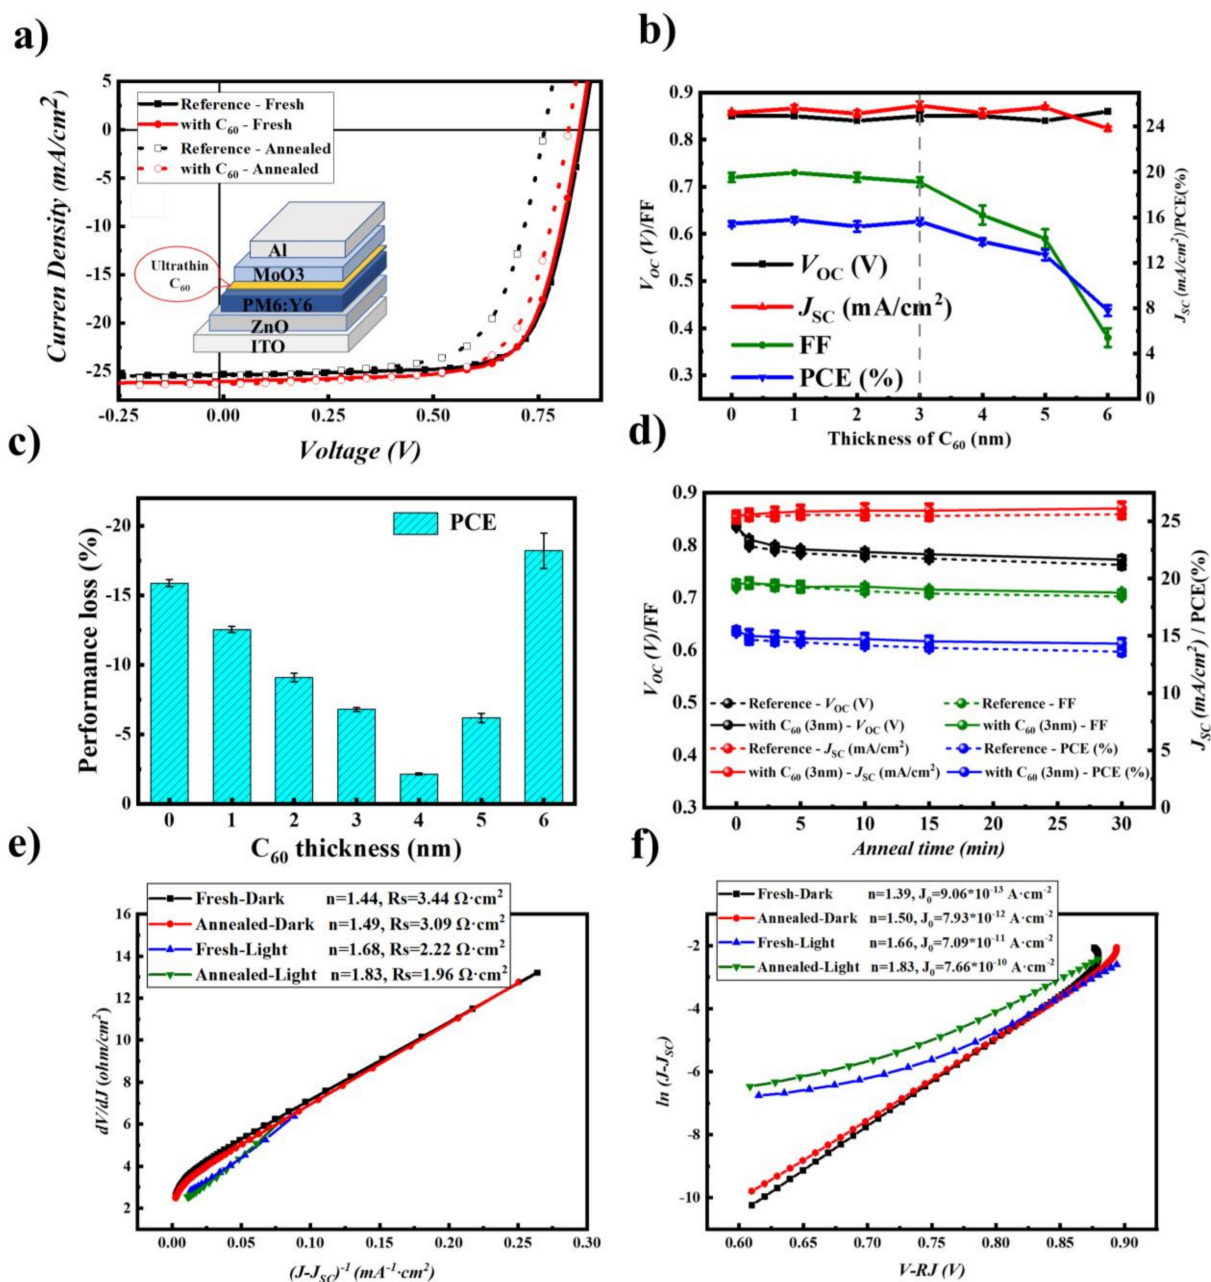 a)
Curren Density (mA/cm²)
5
0
-5
-10
-15
-20
-25
Reference - Fresh
with C₆₀ - Fresh
Reference - Annealed
with C₆₀ - Annealed
Ultrathin
C₆₀
Al
MoO3
PM6:Y6
ZnO
ITO
-0.25 0.00 0.25 0.50 0.75
Voltage (V)
b)
V_OC (V)/FF
0.9
0.8
0.7
0.6
0.5
0.4
0.3
V_OC (V)
J_SC (mA/cm²)
FF
PCE (%)
24
20
16
12
8
4
0
J_SC (mA/cm²)/PCE(%)
0 1 2 3 4 5 6
Thickness of C₆₀ (nm)
c)
Performance loss (%)
-20
-15
-10
-5
0
PCE
0 1 2 3 4 5 6
C₆₀ thickness (nm)
d)
V_OC (V)/FF
0.9
0.8
0.7
0.6
0.5
0.4
0.3
Reference - V_OC (V)
with C₆₀ (3nm) - V_OC (V)
Reference - J_SC (mA/cm²)
with C₆₀ (3nm) - J_SC (mA/cm²)
Reference - FF
with C₆₀ (3nm) - FF
Reference - PCE (%)
with C₆₀ (3nm) - PCE (%)
25
20
15
10
5
0
J_SC (mA/cm²) / PCE(%)
0 5 10 15 20 25 30
Anneal time (min)
e)
Fresh-Dark n=1.44, Rs=3.44 Ω·cm²
Annealed-Dark n=1.49, Rs=3.09 Ω·cm²
Fresh-Light n=1.68, Rs=2.22 Ω·cm²
Annealed-Light n=1.83, Rs=1.96 Ω·cm²
dV/dJ (ohm/cm²)
16
14
12
10
8
6
4
2
0.00 0.05 0.10 0.15 0.20 0.25 0.30
(J-J_SC)⁻¹ (mA⁻¹·cm²)
f)
Fresh-Dark n=1.39, J₀=9.06*10⁻¹³ A·cm⁻²
Annealed-Dark n=1.50, J₀=7.93*10⁻¹² A·cm⁻²
Fresh-Light n=1.66, J₀=7.09*10⁻¹¹ A·cm⁻²
Annealed-Light n=1.83, J₀=7.66*10⁻¹⁰ A·cm⁻²
ln (J-J_SC)
-2
-4
-6
-8
-10
0.60 0.65 0.70 0.75 0.80 0.85 0.90
V-RJ (V)